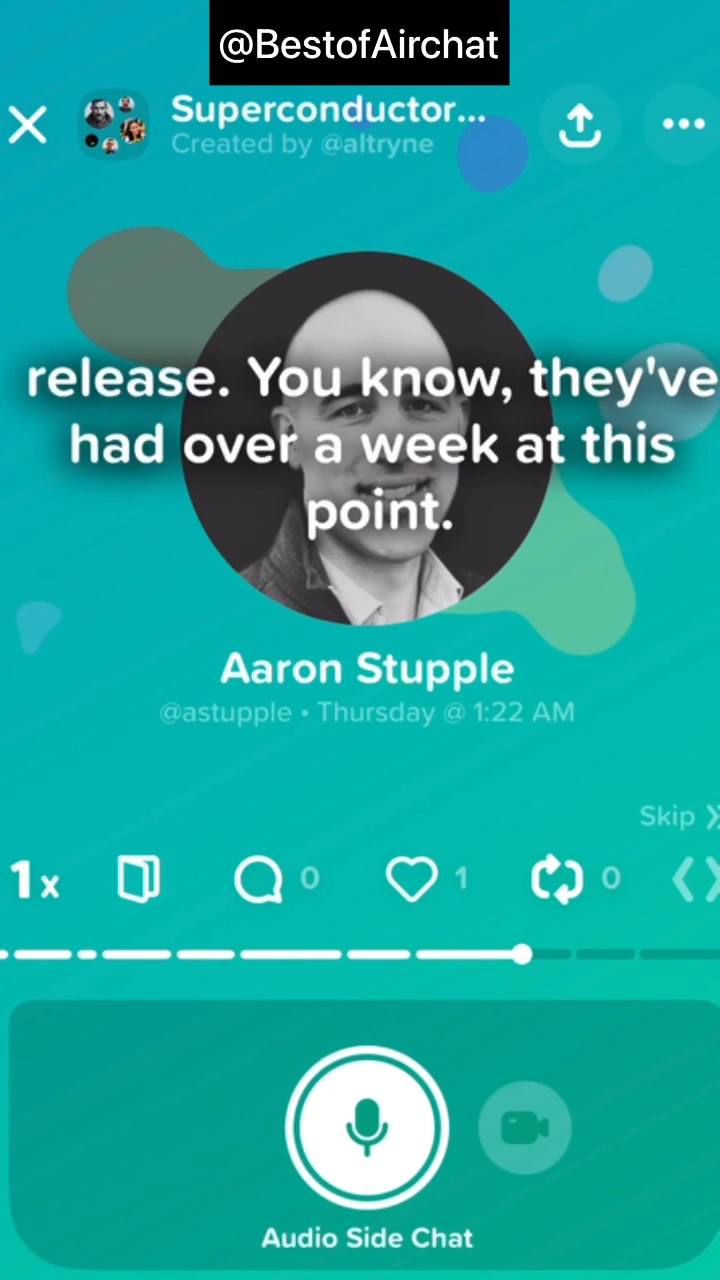 @BestofAirchat
Superconductor...
Created by @altryne
release. You know, they've
had over a week at this
point.
Aaron Stupple
@astupple • Thursday @ 1:22 AM
Skip
1x
0
1
0
Audio Side Chat